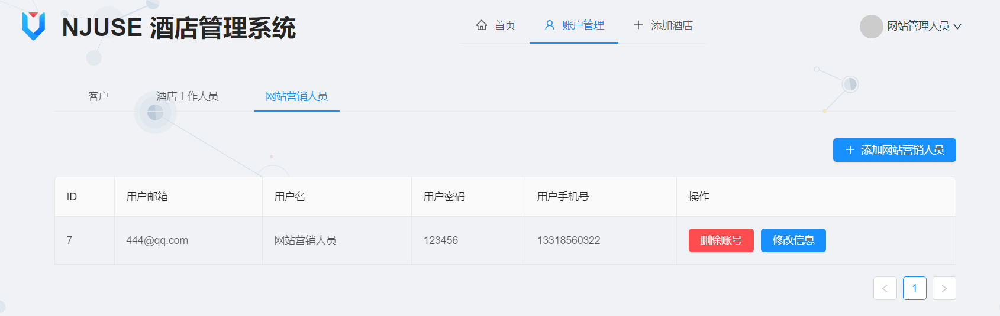 NJUSE 酒店管理系统
首页 账户管理 添加酒店
网站管理人员
客户 酒店工作人员 网站营销人员
添加网站营销人员
ID 用户邮箱 用户名 用户密码 用户手机号 操作
7 444@qq.com 网站营销人员 123456 13318560322 删除账号 修改信息
1